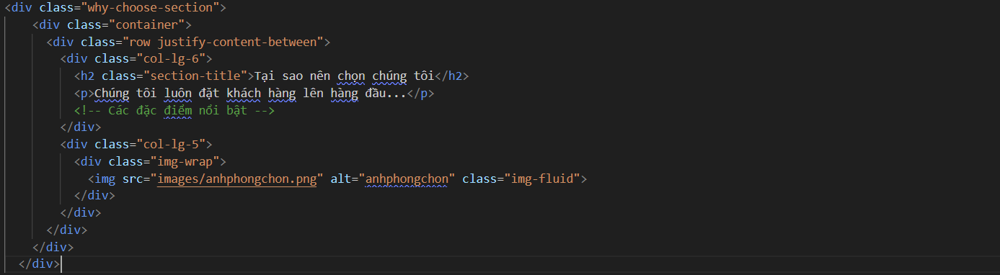 <div class="why-choose-section">
<div class="container">
<div class="row justify-content-between">
<div class="col-lg-6">
<h2 class="section-title">Tại sao nên chọn chúng tôi</h2>
<p>Chúng tôi luôn đặt khách hàng lên hàng đầu...</p>
<!-- Các đặc điểm nổi bật -->
</div>
<div class="col-lg-5">
<div class="img-wrap">
<img src="images/anhphongchon.png" alt="anhphongchon" class="img-fluid">
</div>
</div>
</div>
</div>
</div>